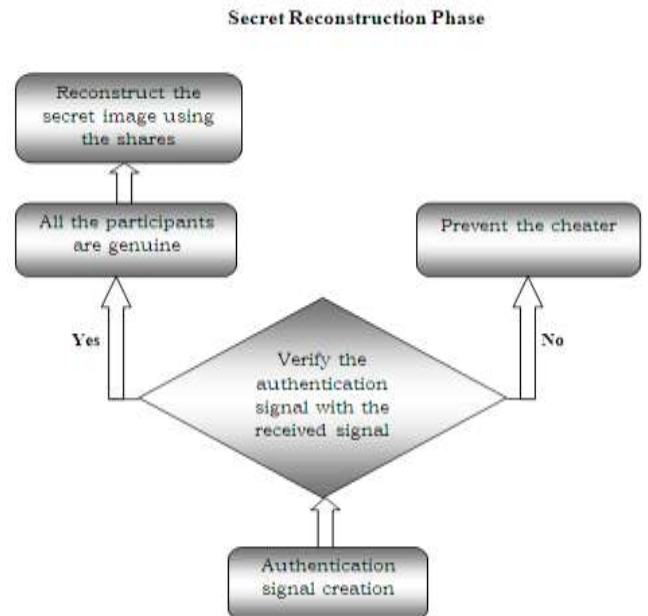 Secret Reconstruction Phase
Reconstruct the
secret image using
the shares
All the participants
are genuine
Prevent the cheater
Yes
No
Verify the
authentication
signal with the
received signal
Authentication
signal creation